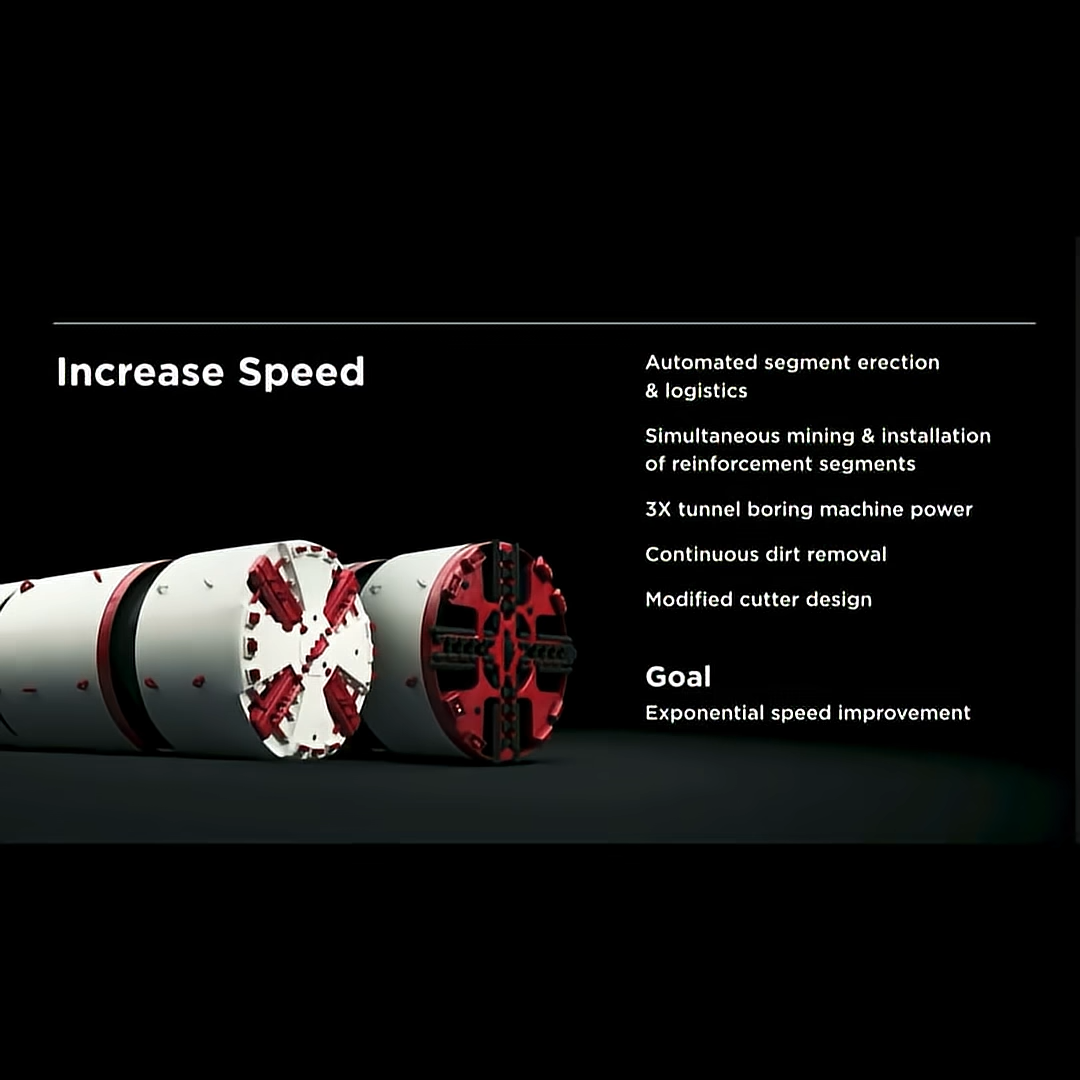 Increase Speed
Automated segment erection
& logistics
Simultaneous mining & installation
of reinforcement segments
3X tunnel boring machine power
Continuous dirt removal
Modified cutter design
Goal
Exponential speed improvement